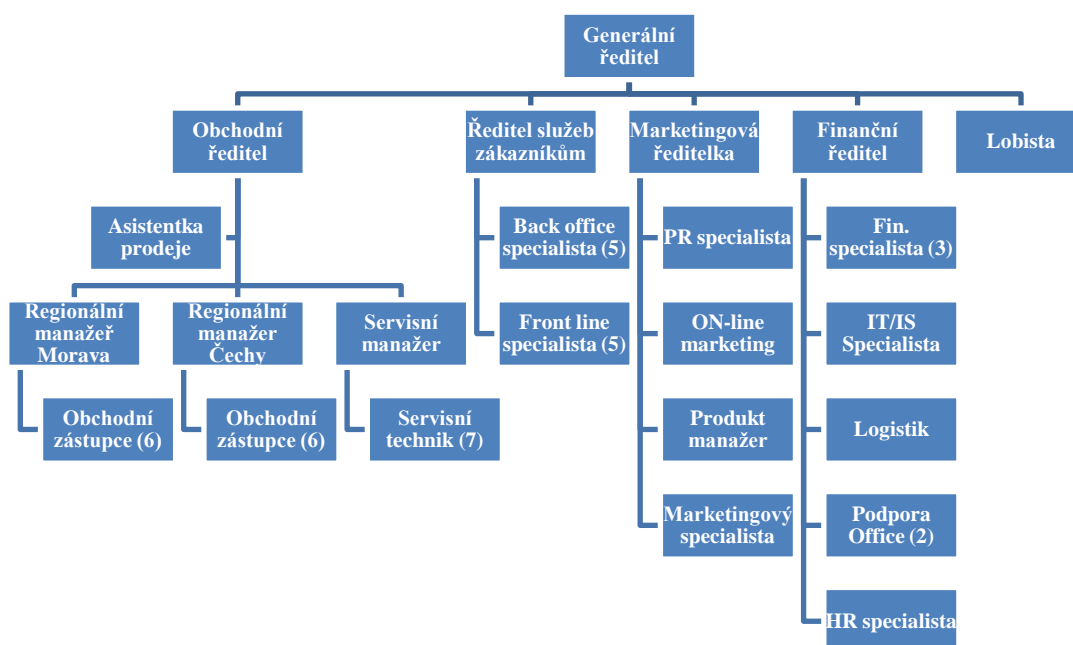 Generální
ředitel
Obchodní
ředitel
Ředitel služeb
zákazníkům
Marketingová
ředitelka
Finanční
ředitel
Lobista
Asistentka
prodeje
Back office
specialista (5)
PR specialista
Fin.
specialista (3)
Regionální
manažeř
Morava
Regionální
manažer
Čechy
Servisní
manažer
Front line
specialista (5)
ON-line
marketing
IT/IS
Specialista
Obchodní
zástupce (6)
Obchodní
zástupce (6)
Servisní
technik (7)
Produkt
manažer
Logistik
Marketingový
specialista
Podpora
Office (2)
HR specialista